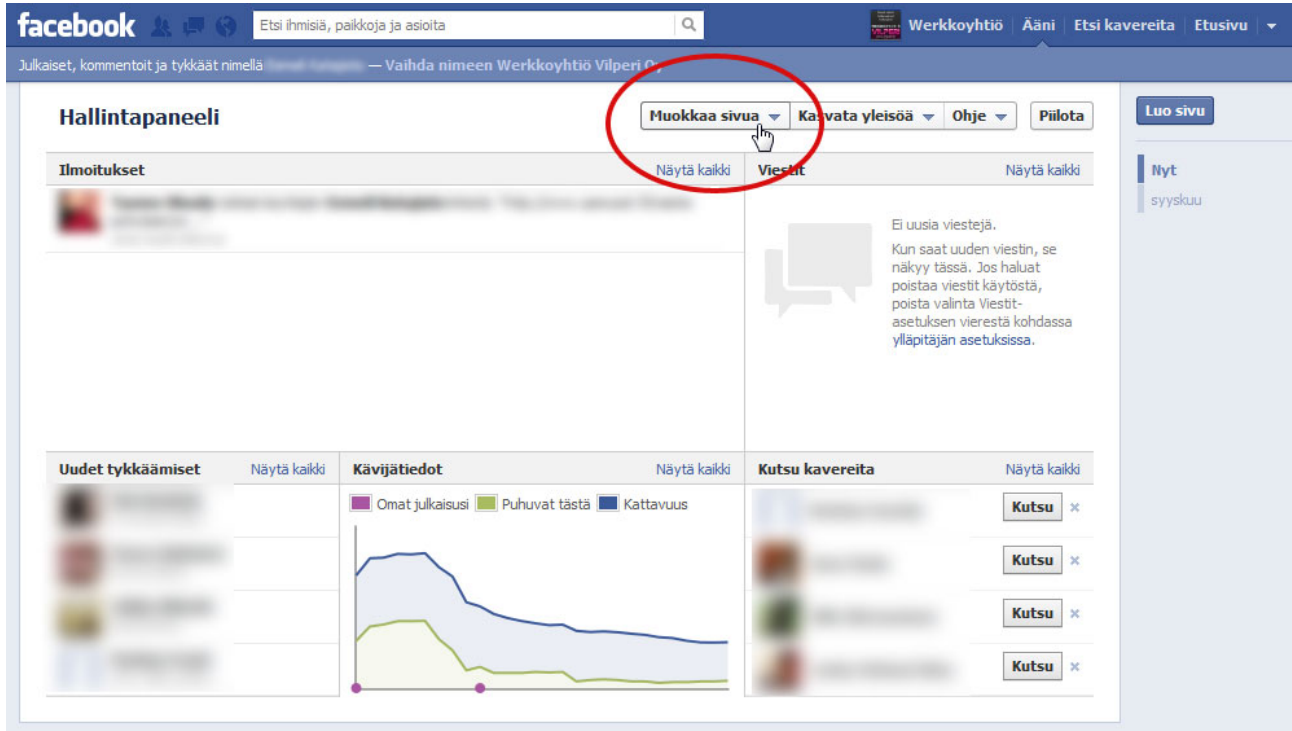 facebook
Etsi ihmisiä, paikkoja ja asioita
Werkkoyhtiö
Ääni
Etsi kavereita
Etusivu
Julkaiset, kommentoit ja tykkäät nimellä — Vaihda nimeen Werkkoyhtiö Vilperi Oy
Hallintapaneeli
Muokkaa sivua
Kasvata yleisöä
Ohje
Piilota
Luo sivu
Nyt
syyskuu
Ilmoitukset
Näytä kaikki
Viestit
Näytä kaikki
Ei uusia viestejä.
Kun saat uuden viestin, se
näkyy tässä. Jos haluat
poistaa viestit käytöstä,
poista valinta Viestit-
asetuksen vierestä kohdassa
ylläpitäjän asetuksissa.
Uudet tykkäämiset
Näytä kaikki
Kävijätiedot
Näytä kaikki
Omat julkaisusi
Puhuvat tästä
Kattavuus
Kutsu kavereita
Näytä kaikki
Kutsu
Kutsu
Kutsu
Kutsu